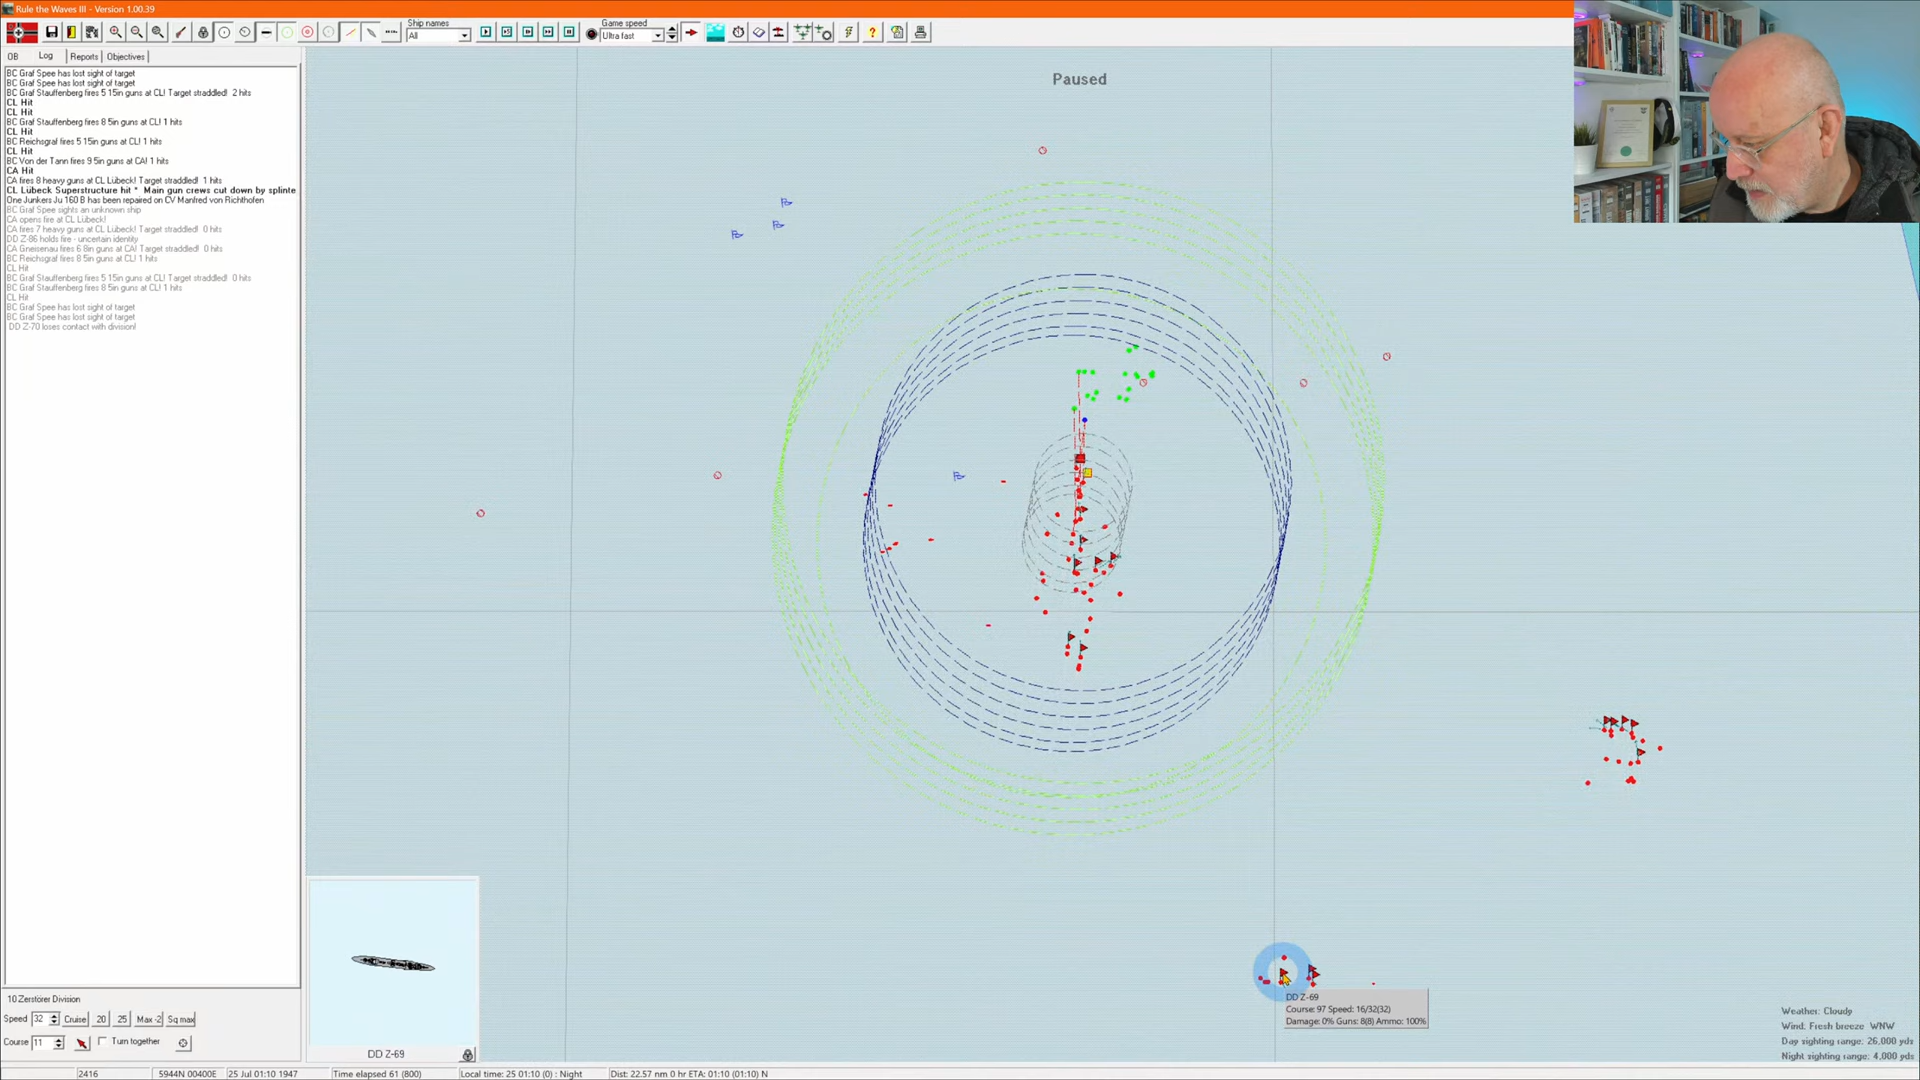 Rule the Waves III - Version 1.00.39
Ship names
All
Game speed
Ultra fast
OB Log Reports Objectives
BC Graf Spee has lost sight of target
BC Graf Spee has lost sight of target
BC Graf Stauffenberg fires 5 15in guns at CL! Target straddled! 2 hits
CL Hit
CL Hit
BC Graf Stauffenberg fires 8 5in guns at CL! 1 hits
CL Hit
BC Reichsgraf fires 5 15in guns at CL! 1 hits
CL Hit
BC Von der Tann fires 9 5in guns at CA! 1 hits
CA Hit
CA fires 8 heavy guns at CL Lübeck! Target straddled! 1 hits
CL Lübeck Superstructure hit * Main gun crews cut down by splinte
One Junkers Ju 160 B has been repaired on CV Manfred von Richthofen
BC Graf Spee sights an unknown ship
CA opens fire at CL Lübeck!
CA fires 7 heavy guns at CL Lübeck! Target straddled! 0 hits
DD Z-86 holds fire - uncertain identity
CA Gneisenau fires 6 8in guns at CA! Target straddled! 0 hits
BC Reichsgraf fires 8 5in guns at CL! 1 hits
CL Hit
BC Graf Stauffenberg fires 5 15in guns at CL! Target straddled! 0 hits
BC Graf Stauffenberg fires 8 5in guns at CL! 1 hits
CL Hit
BC Graf Spee has lost sight of target
BC Graf Spee has lost sight of target
DD Z-70 loses contact with division!
Paused
DD Z-69
Course: 97 Speed: 16/32(32)
Damage: 0% Guns: 8(8) Ammo: 100%
Weather: Cloudy
Wind: Fresh breeze WNW
Day sighting range: 26,000 yds
Night sighting range: 4,000 yds
10 Zerstörer Division
Speed 32 Cruise 20 25 Max -2 Sq max
Course 11 Turn together
DD Z-69
2416 5944N 00400E 25 Jul 01:10 1947 Time elapsed 61 (800) Local time: 25 01:10 (0) : Night Dist: 22.57 nm 0 hr ETA: 01:10 (01:10) N